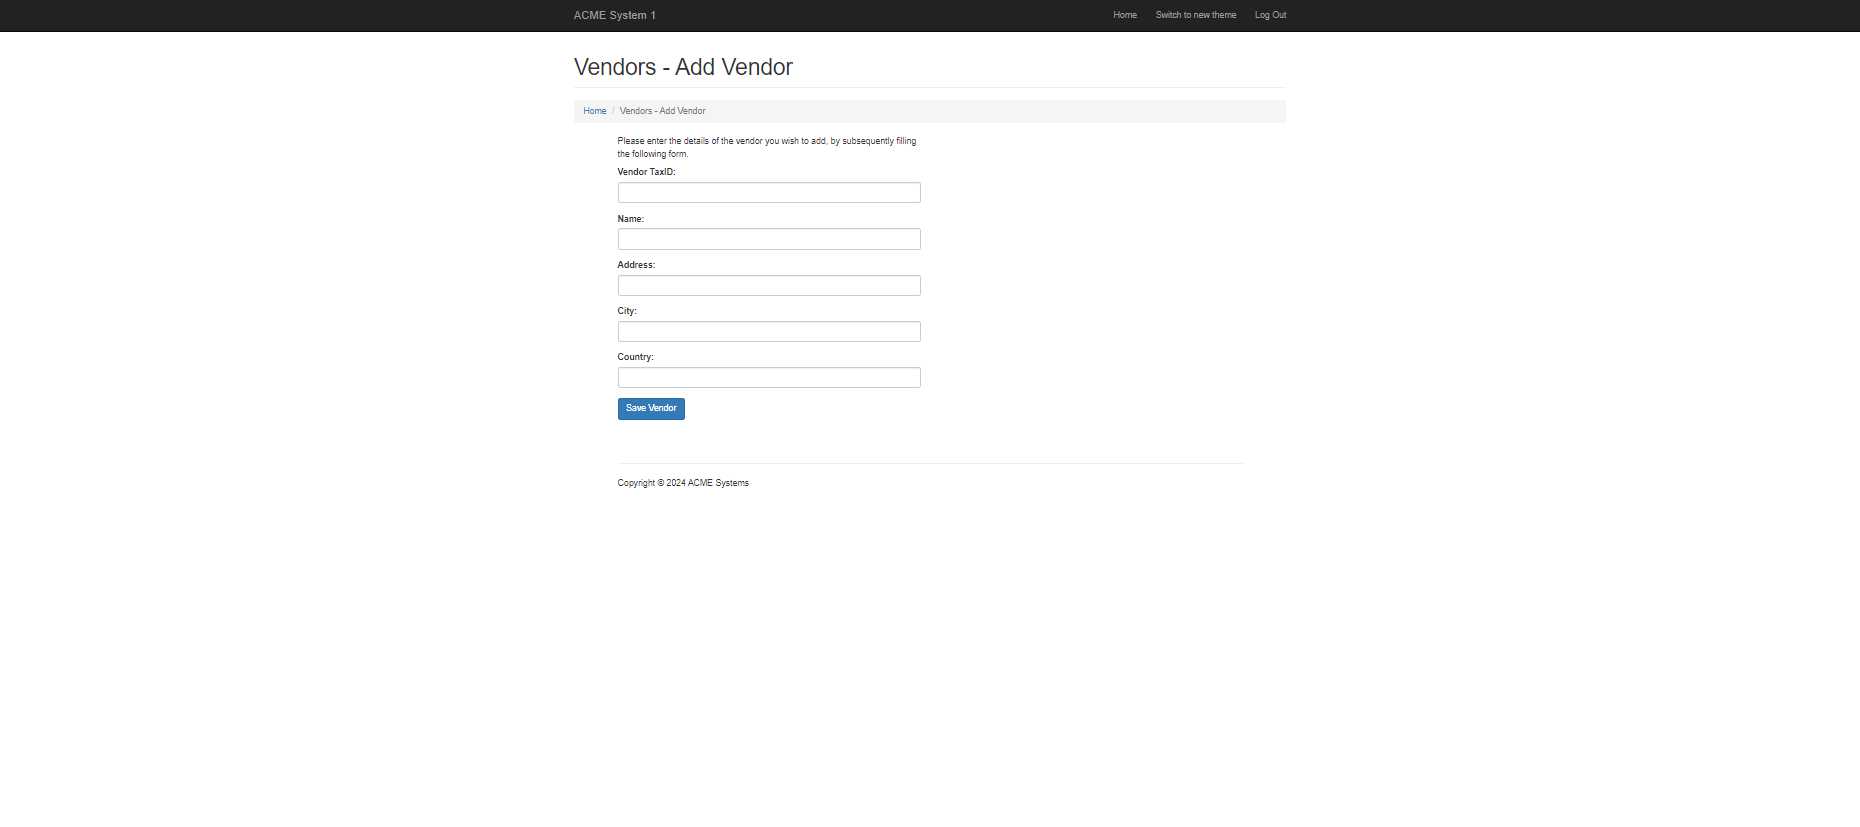 ACME System 1
Home
Switch to new theme
Log Out
Vendors - Add Vendor
Home / Vendors - Add Vendor
Please enter the details of the vendor you wish to add, by subsequently filling
the following form.
Vendor TaxID:
Name:
Address:
City:
Country:
Save Vendor
Copyright © 2024 ACME Systems